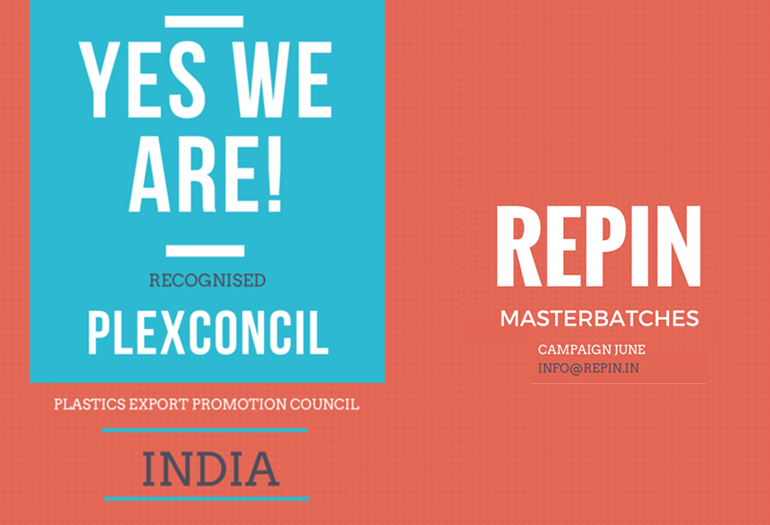 YES WE
ARE!
RECOGNISED
PLEXCONCIL
PLASTICS EXPORT PROMOTION COUNCIL
INDIA
REPIN
MASTERBATCHES
CAMPAIGN JUNE
INFO@REPIN.IN